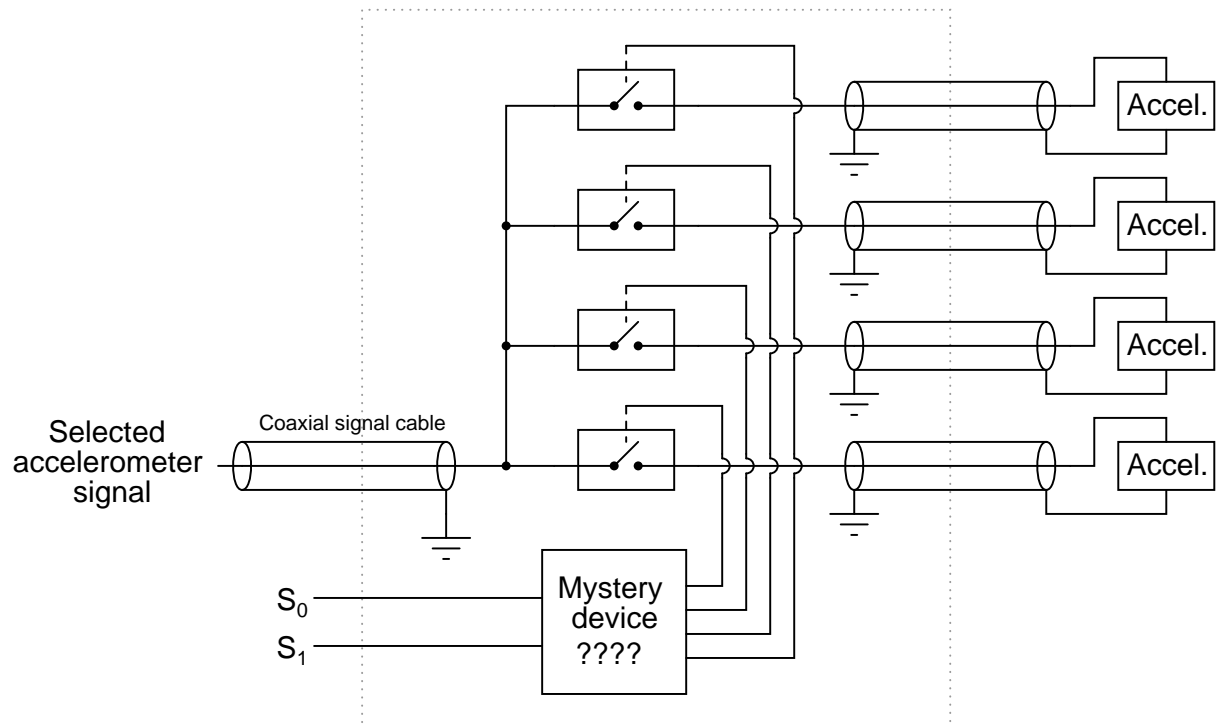 Accel.
Accel.
Accel.
Accel.
Coaxial signal cable
Selected
accelerometer
signal
S0
S1
Mystery
device
????